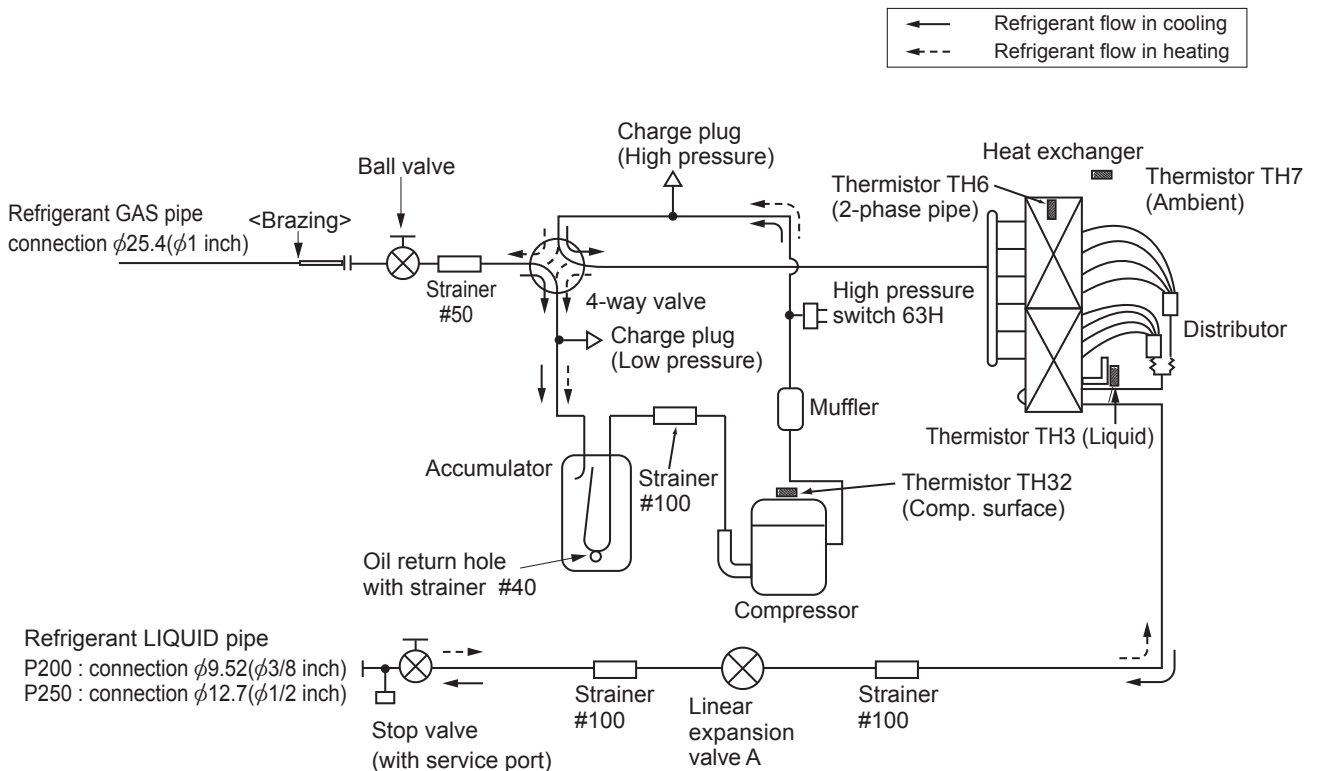 Refrigerant flow in cooling
Refrigerant flow in heating
Charge plug
(High pressure)
Heat exchanger
Ball valve
Thermistor TH6
(2-phase pipe)
Thermistor TH7
(Ambient)
Refrigerant GAS pipe
connection ϕ25.4(ϕ1 inch)
<Brazing>
Strainer
#50
4-way valve
High pressure
switch 63H
Distributor
Charge plug
(Low pressure)
Muffler
Thermistor TH3 (Liquid)
Accumulator
Strainer
#100
Thermistor TH32
(Comp. surface)
Oil return hole
with strainer #40
Compressor
Refrigerant LIQUID pipe
P200 : connection ϕ9.52(ϕ3/8 inch)
P250 : connection ϕ12.7(ϕ1/2 inch)
Stop valve
(with service port)
Strainer
#100
Linear
expansion
valve A
Strainer
#100